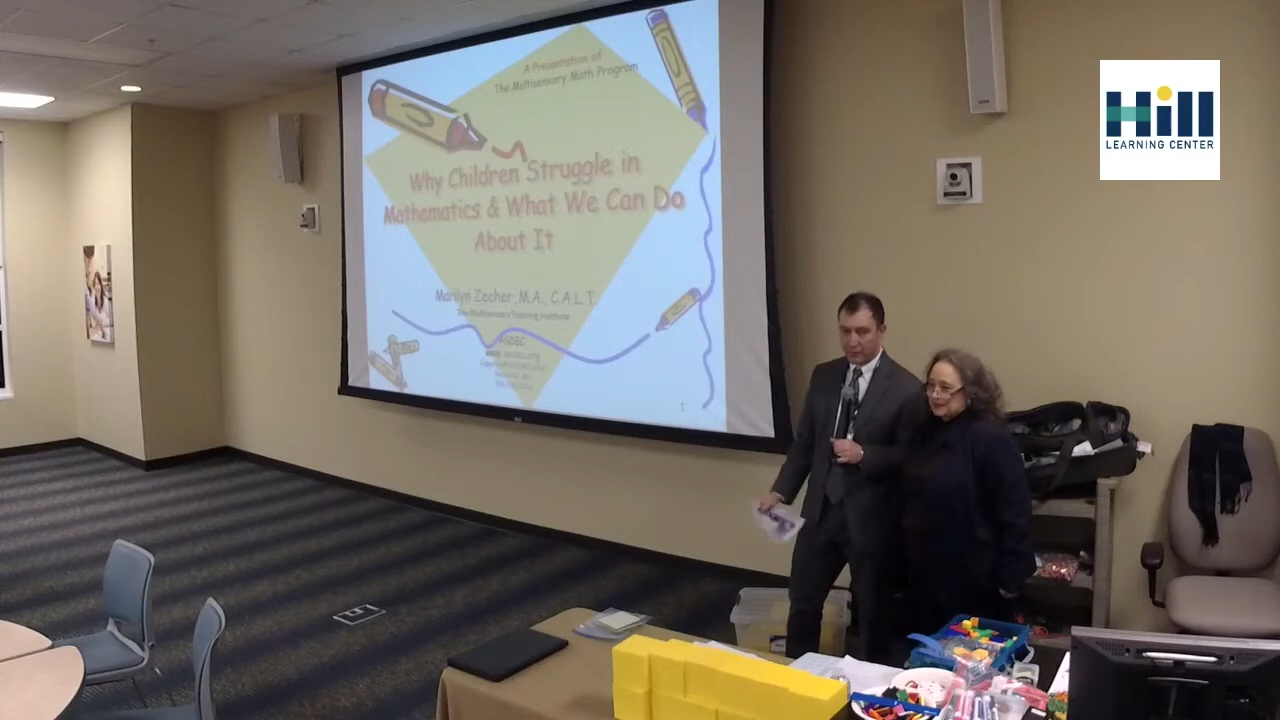 A Presentation of
The Multisensory Math Program
Why Children Struggle in
Mathematics & What We Can Do
About It
Marilyn Zecher, M.A., C.A.L.T.
The Multisensory Training Institute
ASDEC
Hill
LEARNING CENTER